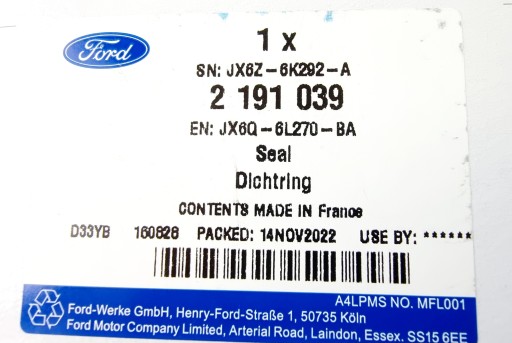 Ford
1 x
SN: JX6Z-6K292-A
2 191 039
EN: JX6Q-6L270-BA
Seal
Dichtring
CONTENTS MADE IN France
D33YB 160826 PACKED: 14NOV2022 USE BY: ******
A4LPMS NO. MFL001
Ford-Werke GmbH, Henry-Ford-Straße 1, 50735 Köln
Ford Motor Company Limited, Arterial Road, Laindon, Essex. SS15 6EE